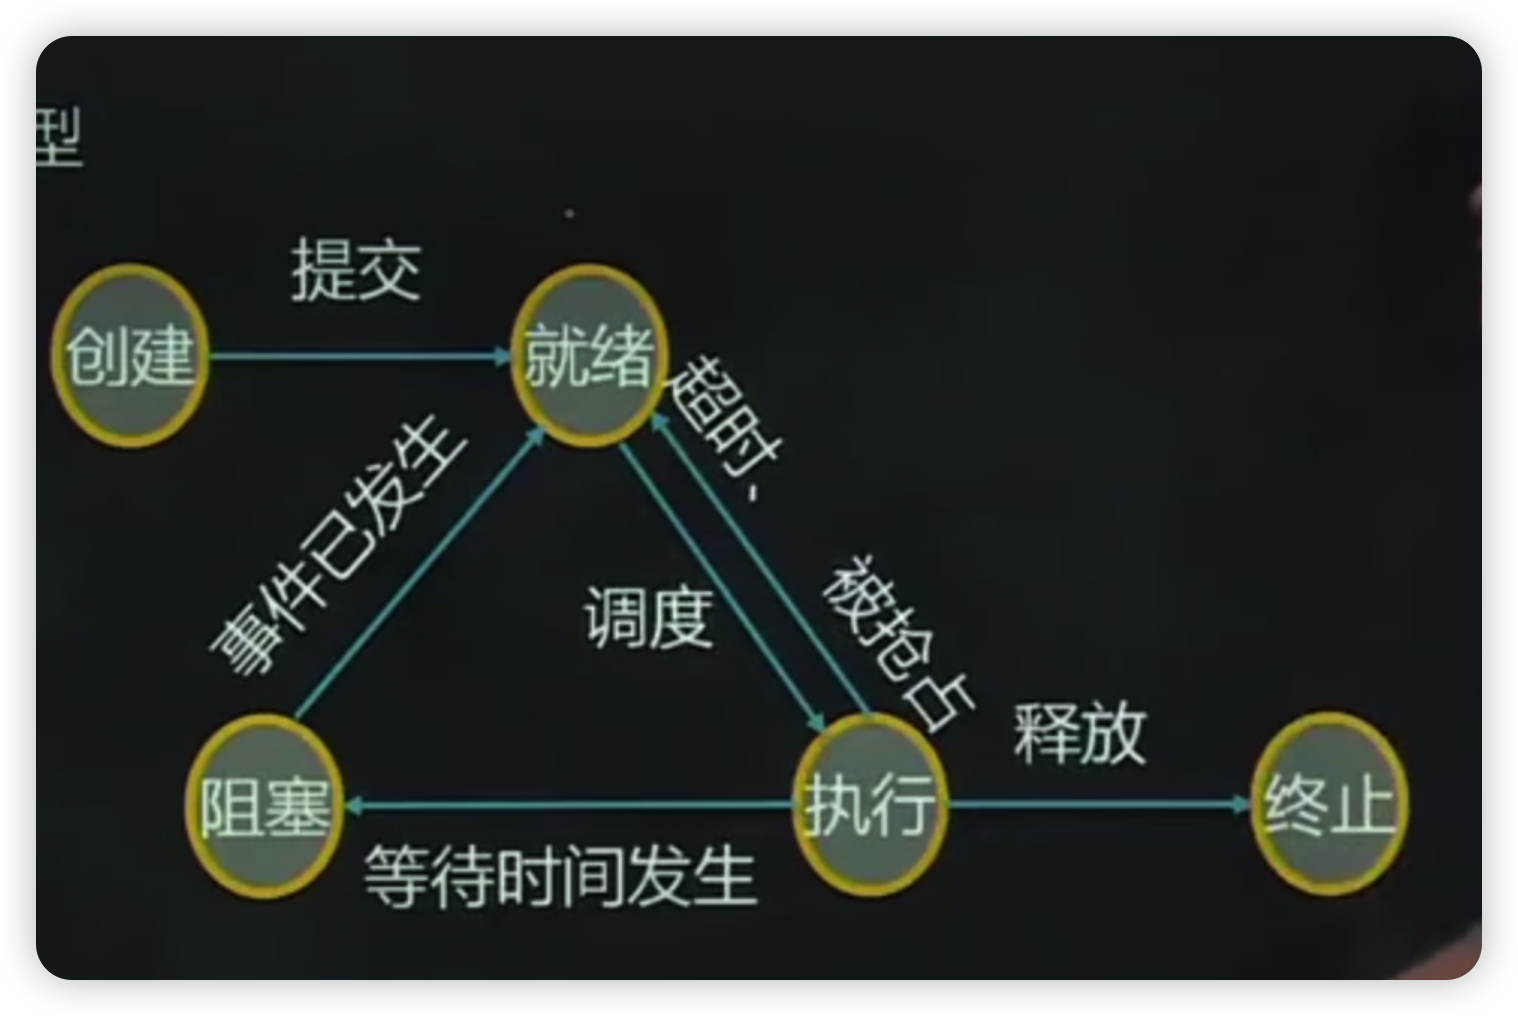 型
提交
创建
就绪
超时、
事件已发生
调度
被抢占
释放
阻塞
执行
终止
等待时间发生